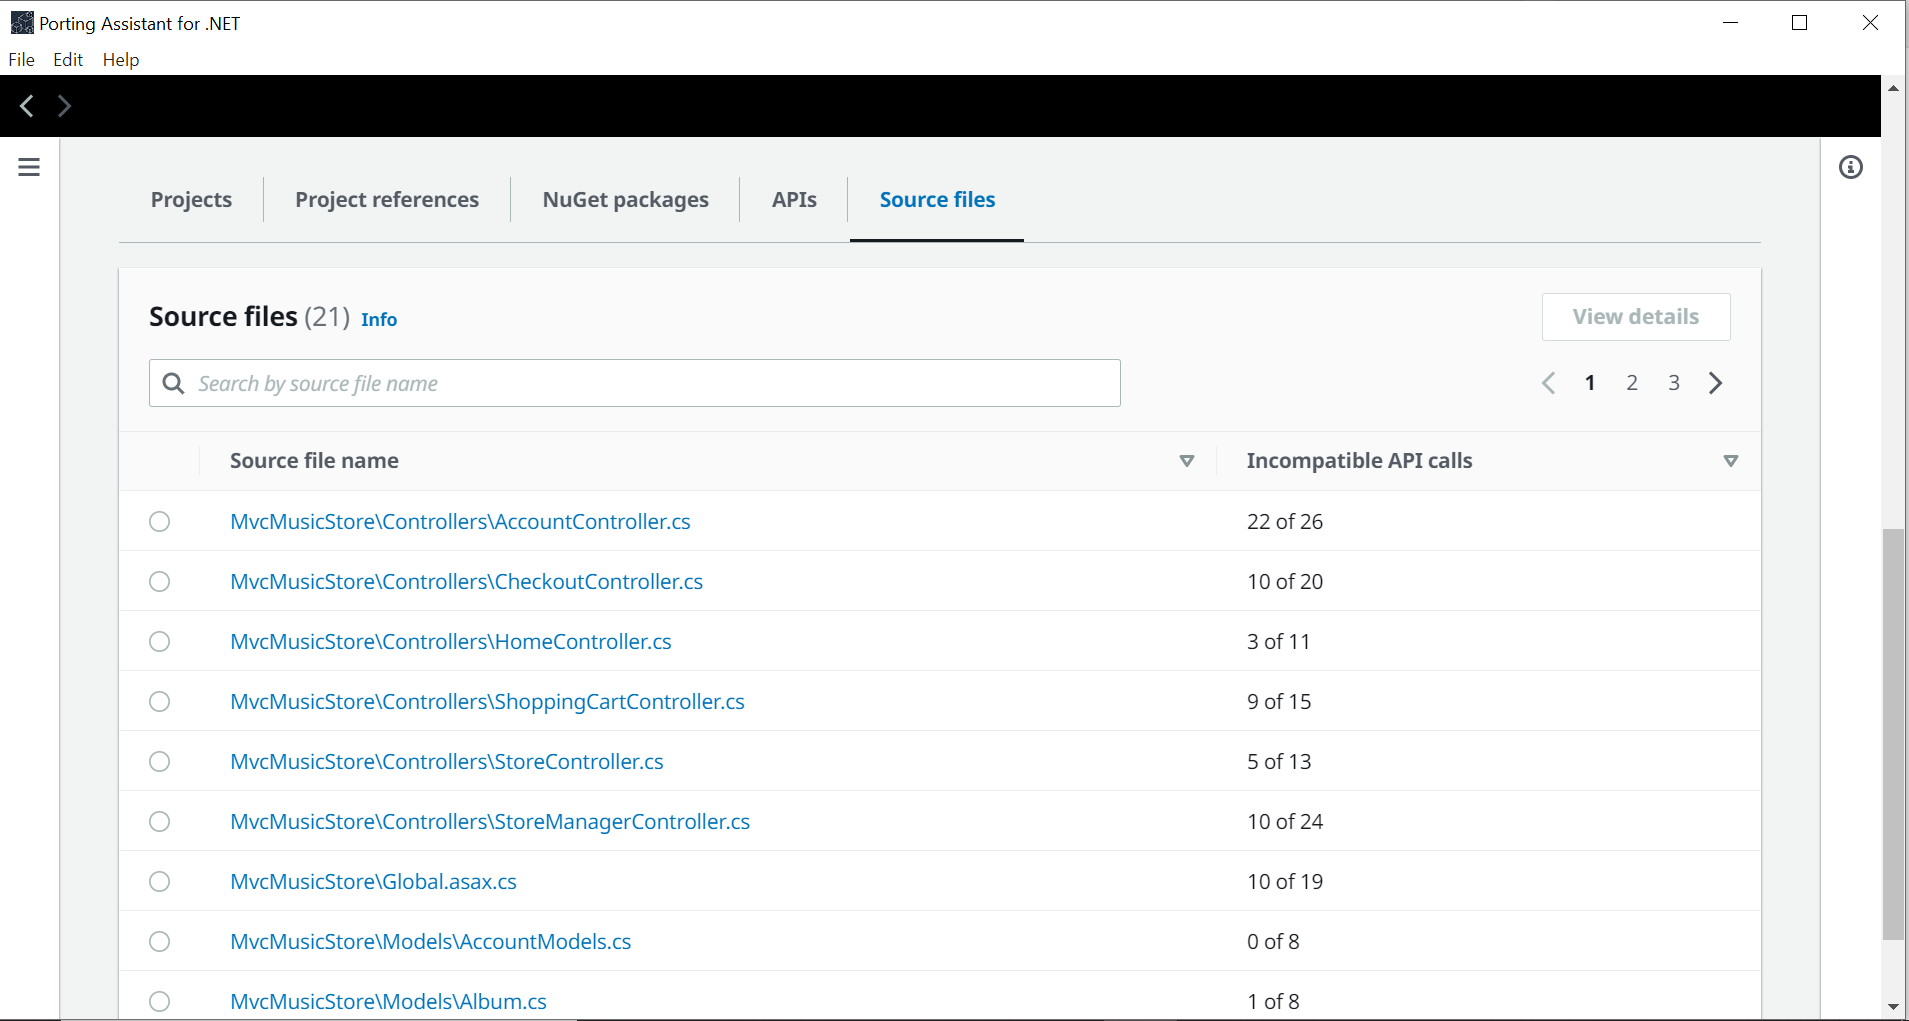 Porting Assistant for .NET
File Edit Help
Projects Project references NuGet packages APIs Source files
Source files (21) Info
View details
Search by source file name
1 2 3
Source file name Incompatible API calls
MvcMusicStore\Controllers\AccountController.cs 22 of 26
MvcMusicStore\Controllers\CheckoutController.cs 10 of 20
MvcMusicStore\Controllers\HomeController.cs 3 of 11
MvcMusicStore\Controllers\ShoppingCartController.cs 9 of 15
MvcMusicStore\Controllers\StoreController.cs 5 of 13
MvcMusicStore\Controllers\StoreManagerController.cs 10 of 24
MvcMusicStore\Global.asax.cs 10 of 19
MvcMusicStore\Models\AccountModels.cs 0 of 8
MvcMusicStore\Models\Album.cs 1 of 8